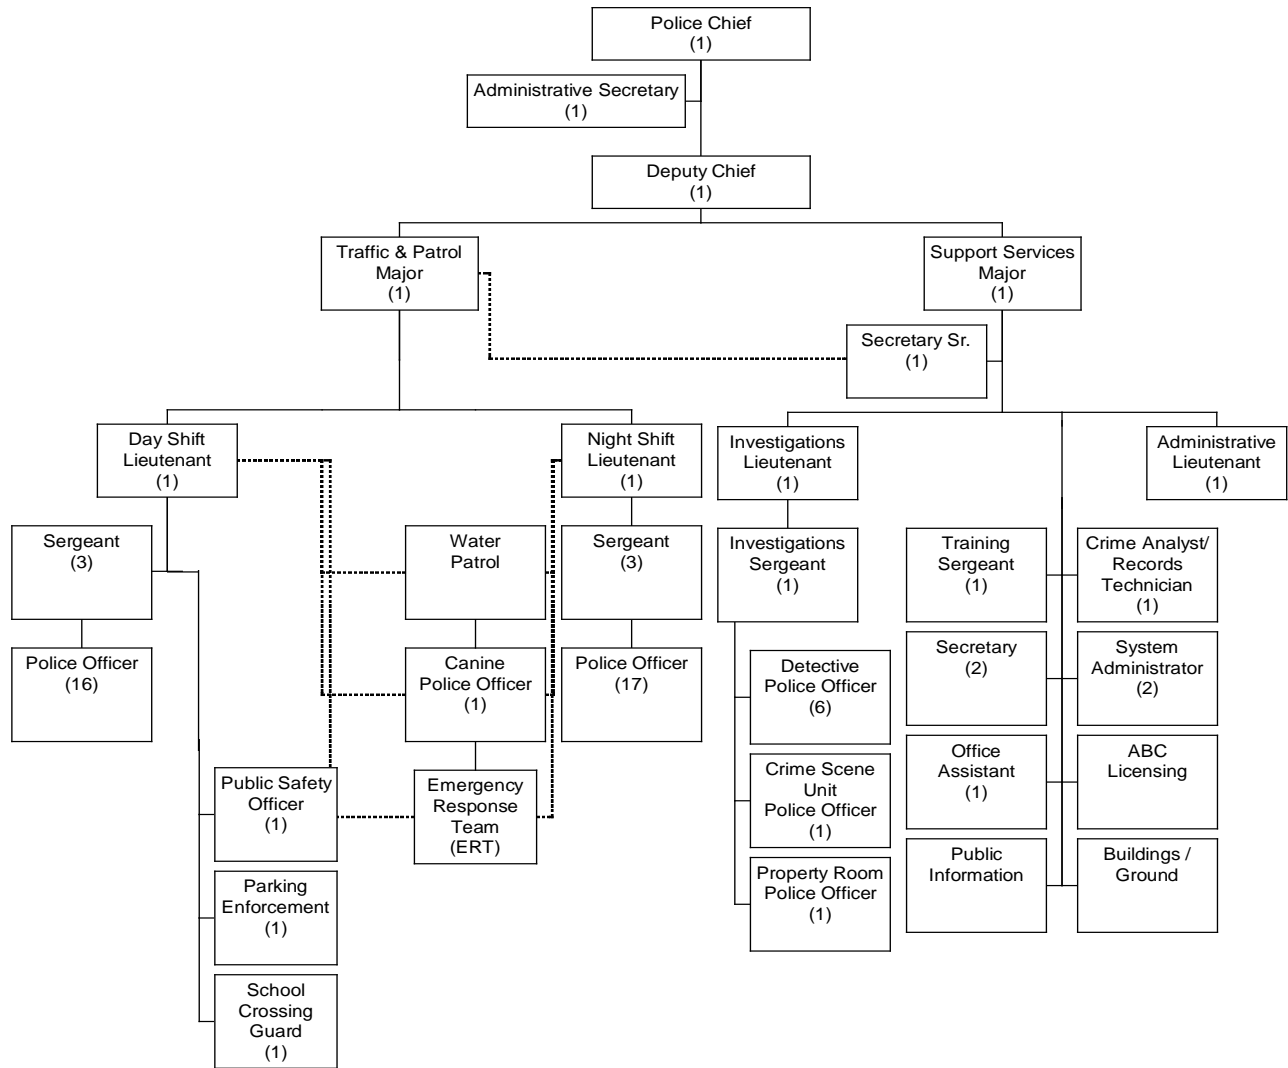 Police Chief
(1)
Administrative Secretary
(1)
Deputy Chief
(1)
Traffic & Patrol
Major
(1)
Support Services
Major
(1)
Secretary Sr.
(1)
Day Shift
Lieutenant
(1)
Night Shift
Lieutenant
(1)
Investigations
Lieutenant
(1)
Administrative
Lieutenant
(1)
Sergeant
(3)
Water
Patrol
Sergeant
(3)
Investigations
Sergeant
(1)
Training
Sergeant
(1)
Crime Analyst/
Records
Technician
(1)
Police Officer
(16)
Canine
Police Officer
(1)
Police Officer
(17)
Detective
Police Officer
(6)
Secretary
(2)
System
Administrator
(2)
Public Safety
Officer
(1)
Emergency
Response
Team
(ERT)
Crime Scene
Unit
Police Officer
(1)
Office
Assistant
(1)
ABC
Licensing
Parking
Enforcement
(1)
Property Room
Police Officer
(1)
Public
Information
Buildings /
Ground
School
Crossing
Guard
(1)